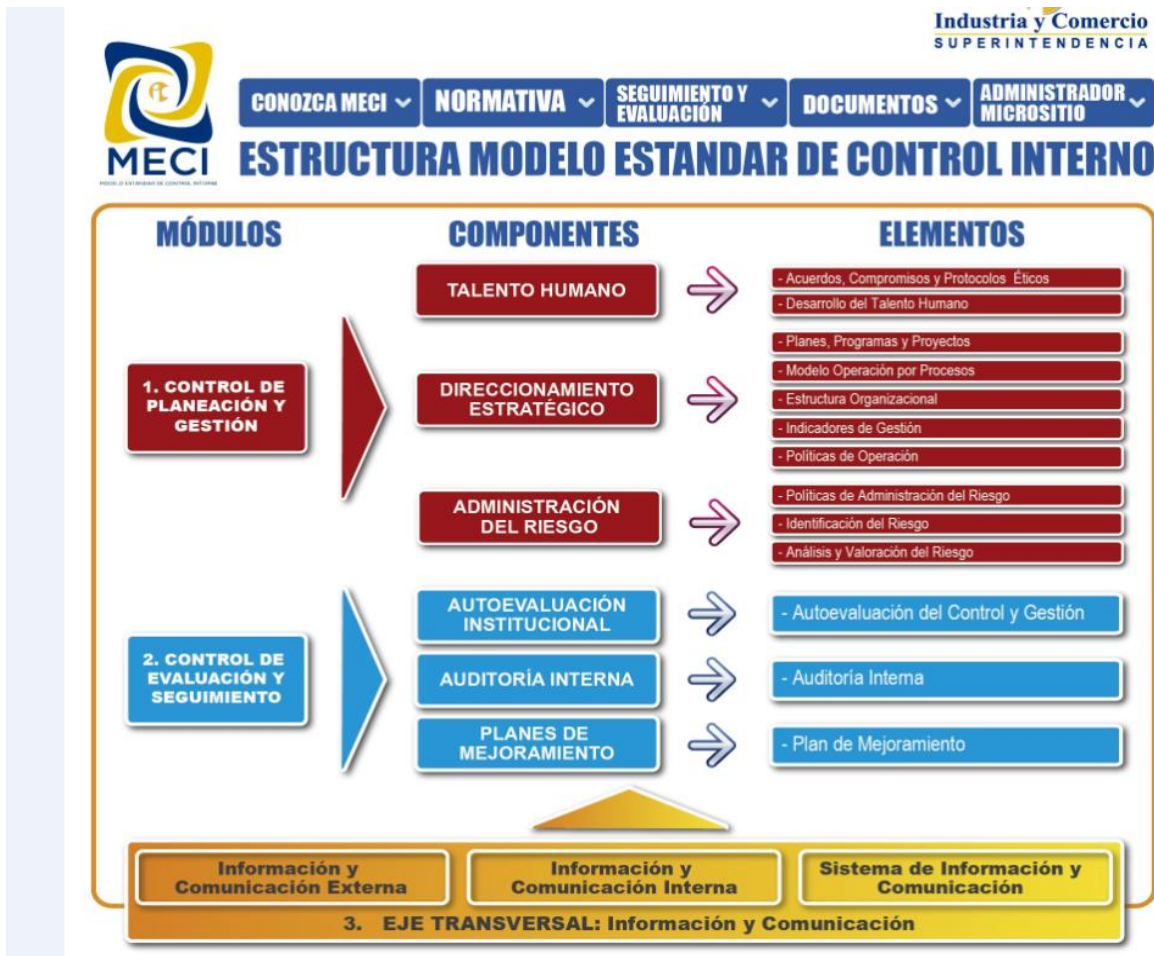 Industria y Comercio
SUPERINTENDENCIA
CONOZCA MECI
NORMATIVA
SEGUIMIENTO Y
EVALUACIÓN
DOCUMENTOS
ADMINISTRADOR
MICROSITIO
MECI
MODELO ESTANDAR DE CONTROL INTERNO
ESTRUCTURA MODELO ESTANDAR DE CONTROL INTERNO
MÓDULOS
COMPONENTES
ELEMENTOS
1. CONTROL DE
PLANEACIÓN Y
GESTIÓN
TALENTO HUMANO
- Acuerdos, Compromisos y Protocolos Éticos
- Desarrollo del Talento Humano
DIRECCIONAMIENTO
ESTRATÉGICO
- Planes, Programas y Proyectos
- Modelo Operación por Procesos
- Estructura Organizacional
- Indicadores de Gestión
- Políticas de Operación
ADMINISTRACIÓN
DEL RIESGO
- Políticas de Administración del Riesgo
- Identificación del Riesgo
- Análisis y Valoración del Riesgo
2. CONTROL DE
EVALUACIÓN Y
SEGUIMIENTO
AUTOEVALUACIÓN
INSTITUCIONAL
- Autoevaluación del Control y Gestión
AUDITORÍA INTERNA
- Auditoría Interna
PLANES DE
MEJORAMIENTO
- Plan de Mejoramiento
Información y
Comunicación Externa
Información y
Comunicación Interna
Sistema de Información y
Comunicación
3. EJE TRANSVERSAL: Información y Comunicación